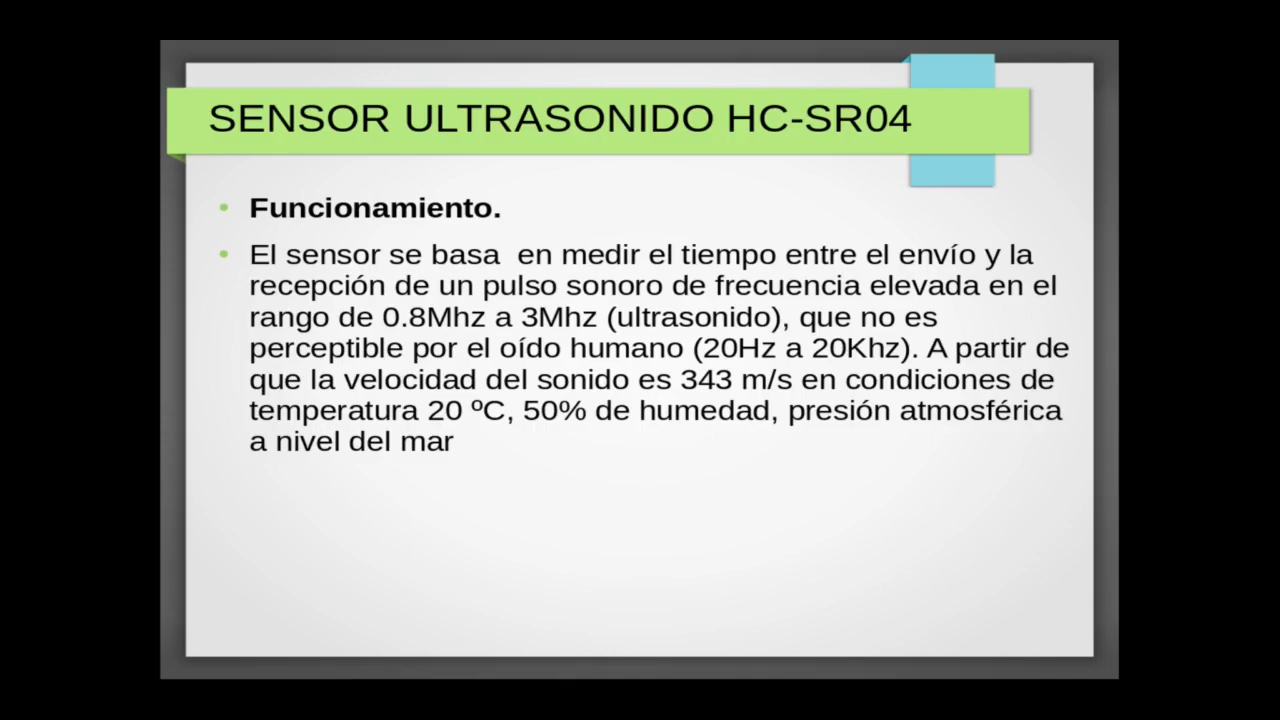 SENSOR ULTRASONIDO HC-SR04
Funcionamiento.
El sensor se basa  en medir el tiempo entre el envío y la
recepción de un pulso sonoro de frecuencia elevada en el
rango de 0.8Mhz a 3Mhz (ultrasonido), que no es
perceptible por el oído humano (20Hz a 20Khz). A partir de
que la velocidad del sonido es 343 m/s en condiciones de
temperatura 20 ºC, 50% de humedad, presión atmosférica
a nivel del mar